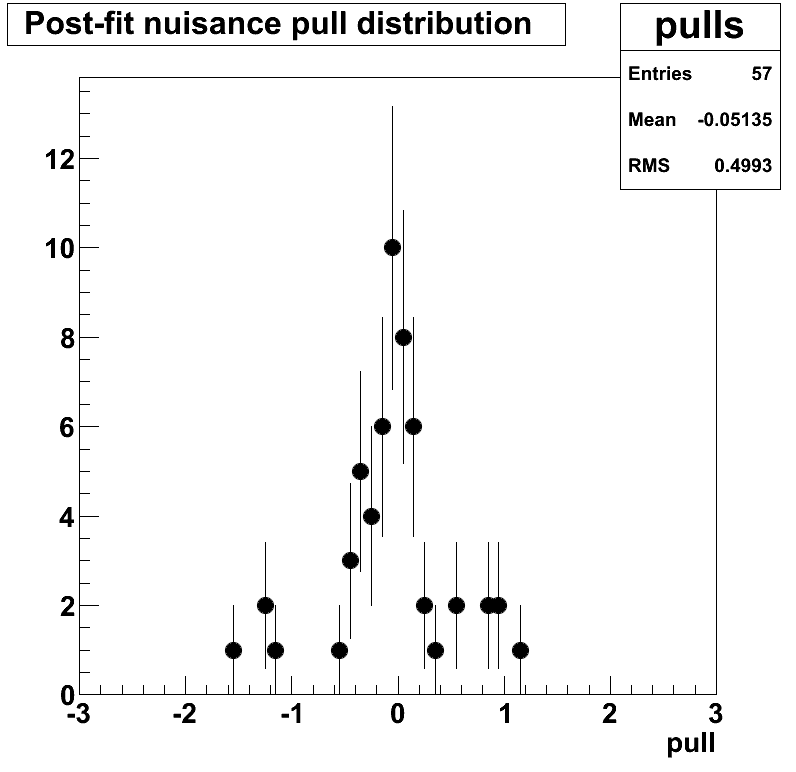 Post-fit nuisance pull distribution
pulls
Entries 57
Mean -0.05135
RMS 0.4993
12
10
8
6
4
2
0
-3 -2 -1 0 1 2 3
pull